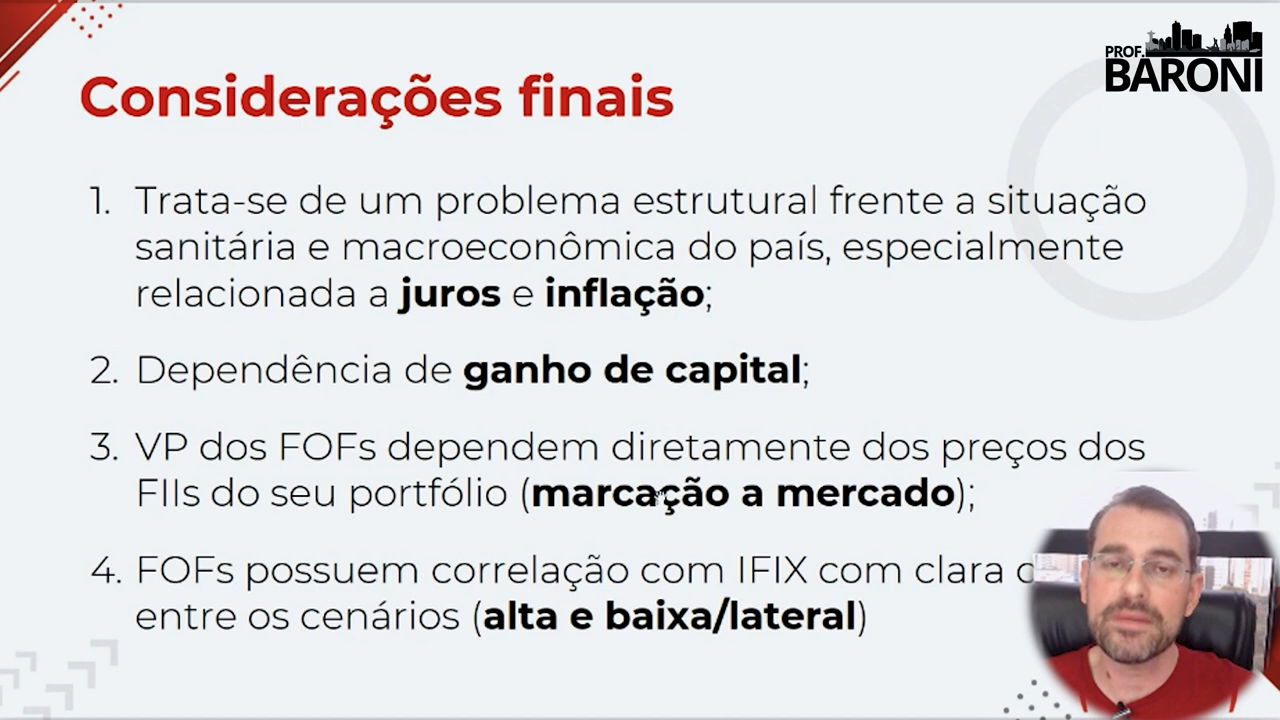 PROF.
BARONI
Considerações finais
1. Trata-se de um problema estrutural frente a situação
sanitária e macroeconômica do país, especialmente
relacionada a juros e inflação;
2. Dependência de ganho de capital;
3. VP dos FOFs dependem diretamente dos preços dos
FIIs do seu portfólio (marcação a mercado);
4. FOFs possuem correlação com IFIX com clara
entre os cenários (alta e baixa/lateral)